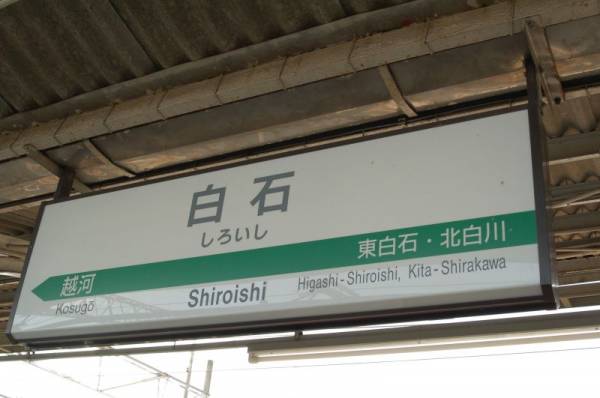 白石
しろいし
越河
東白石・北白川
Kosugō
Shiroishi
Higashi-Shiroishi, Kita-Shirakawa